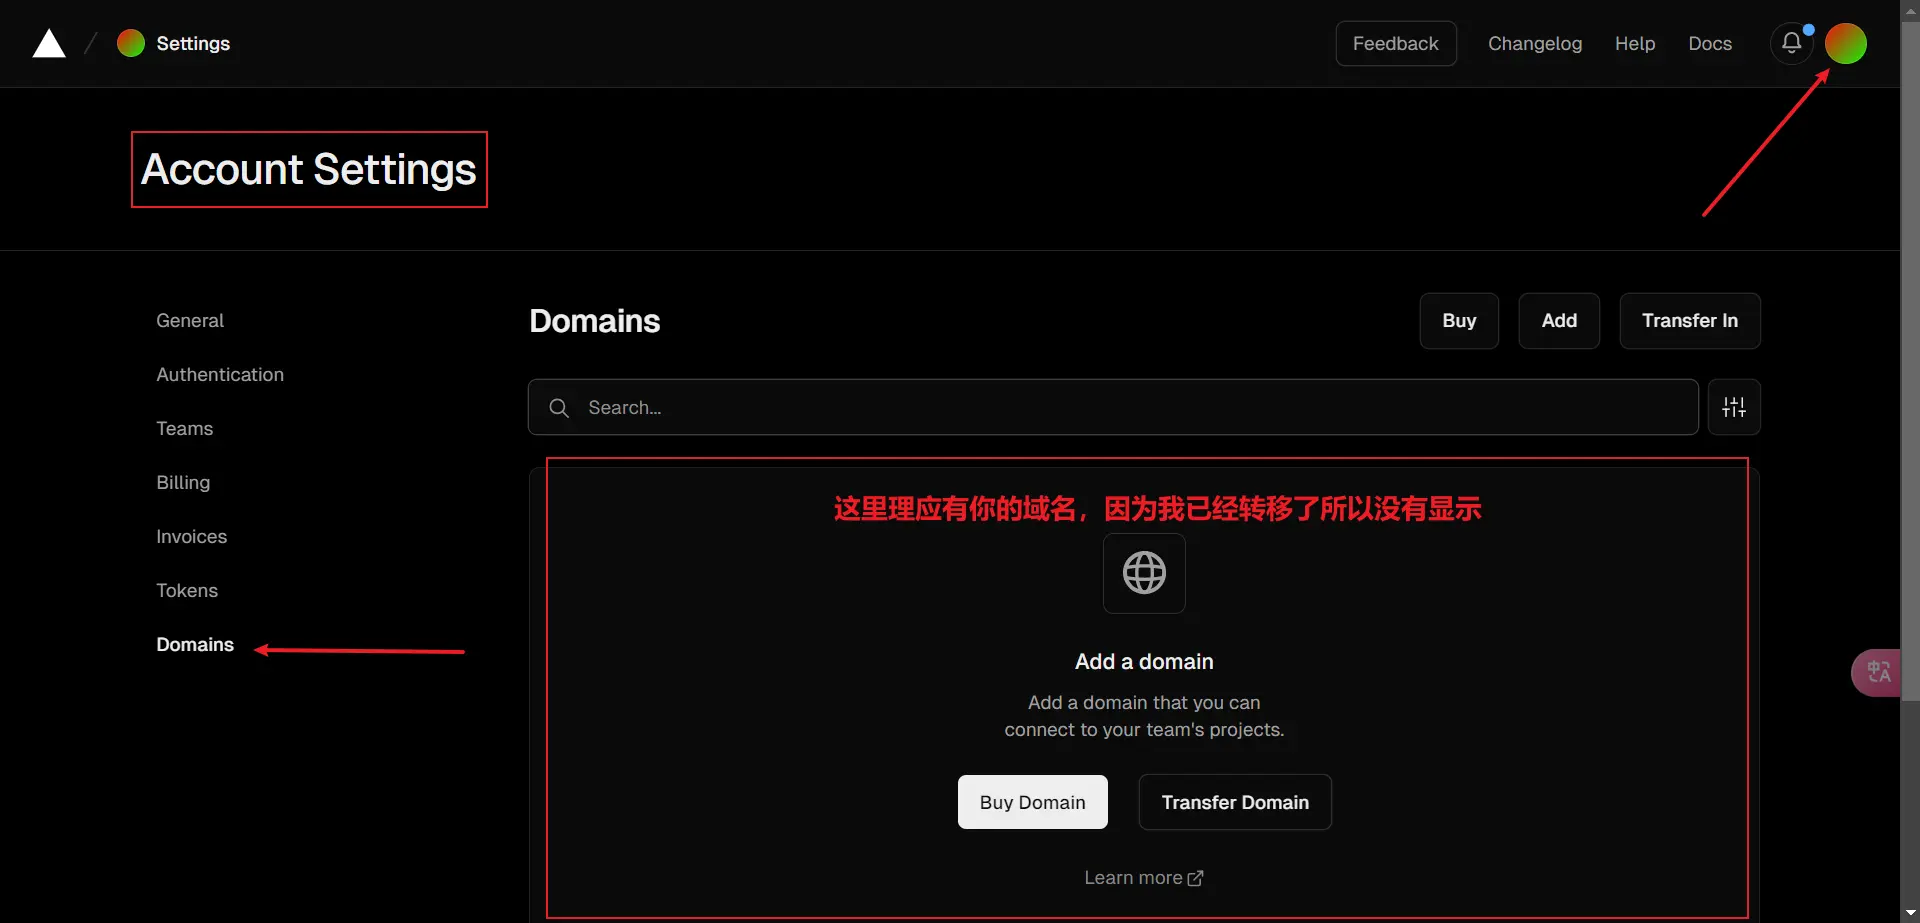 Settings
Feedback
Changelog
Help
Docs
Account Settings
General
Authentication
Teams
Billing
Invoices
Tokens
Domains
Domains
Buy
Add
Transfer In
Search...
这里理应有你的域名，因为我已经转移了所以没有显示
Add a domain
Add a domain that you can
connect to your team's projects.
Buy Domain
Transfer Domain
Learn more
中A